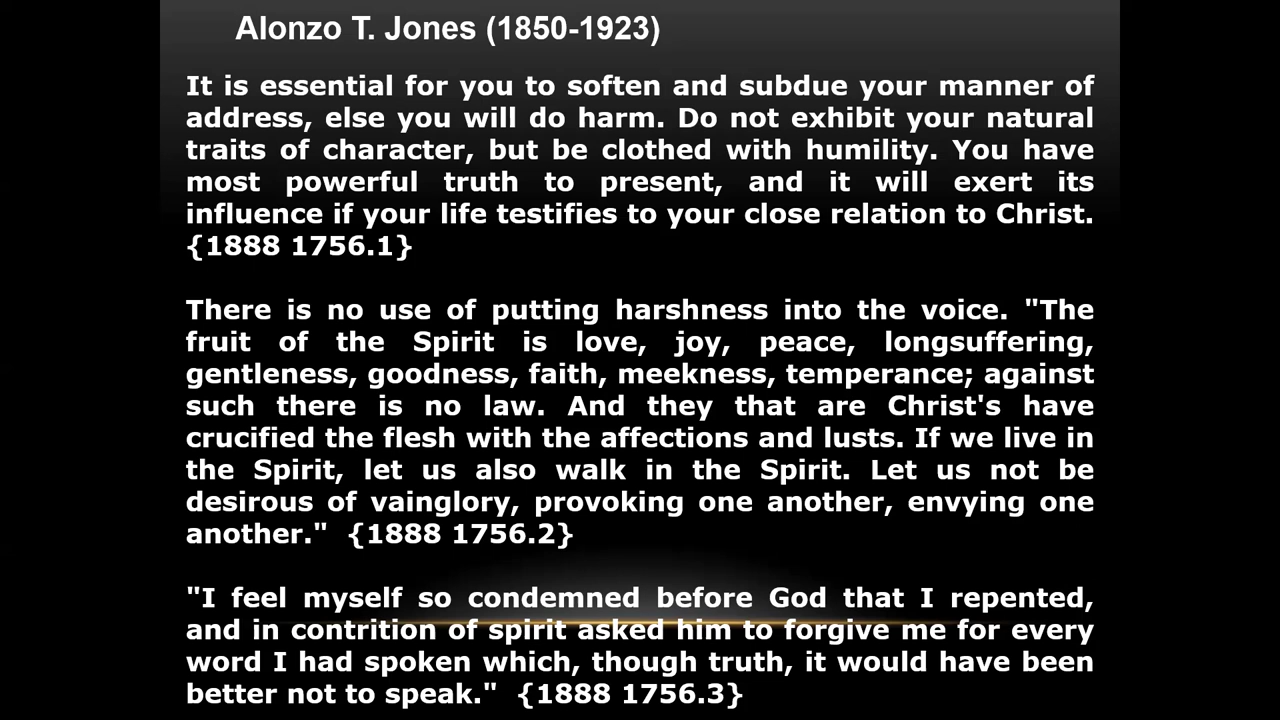 Alonzo T. Jones (1850-1923)
It is essential for you to soften and subdue your manner of
address, else you will do harm. Do not exhibit your natural
traits of character, but be clothed with humility. You have
most powerful truth to present, and it will exert its
influence if your life testifies to your close relation to Christ.
{1888 1756.1}
There is no use of putting harshness into the voice. "The
fruit of the Spirit is love, joy, peace, longsuffering,
gentleness, goodness, faith, meekness, temperance; against
such there is no law. And they that are Christ's have
crucified the flesh with the affections and lusts. If we live in
the Spirit, let us also walk in the Spirit. Let us not be
desirous of vainglory, provoking one another, envying one
another." {1888 1756.2}
"I feel myself so condemned before God that I repented,
and in contrition of spirit asked him to forgive me for every
word I had spoken which, though truth, it would have been
better not to speak." {1888 1756.3}